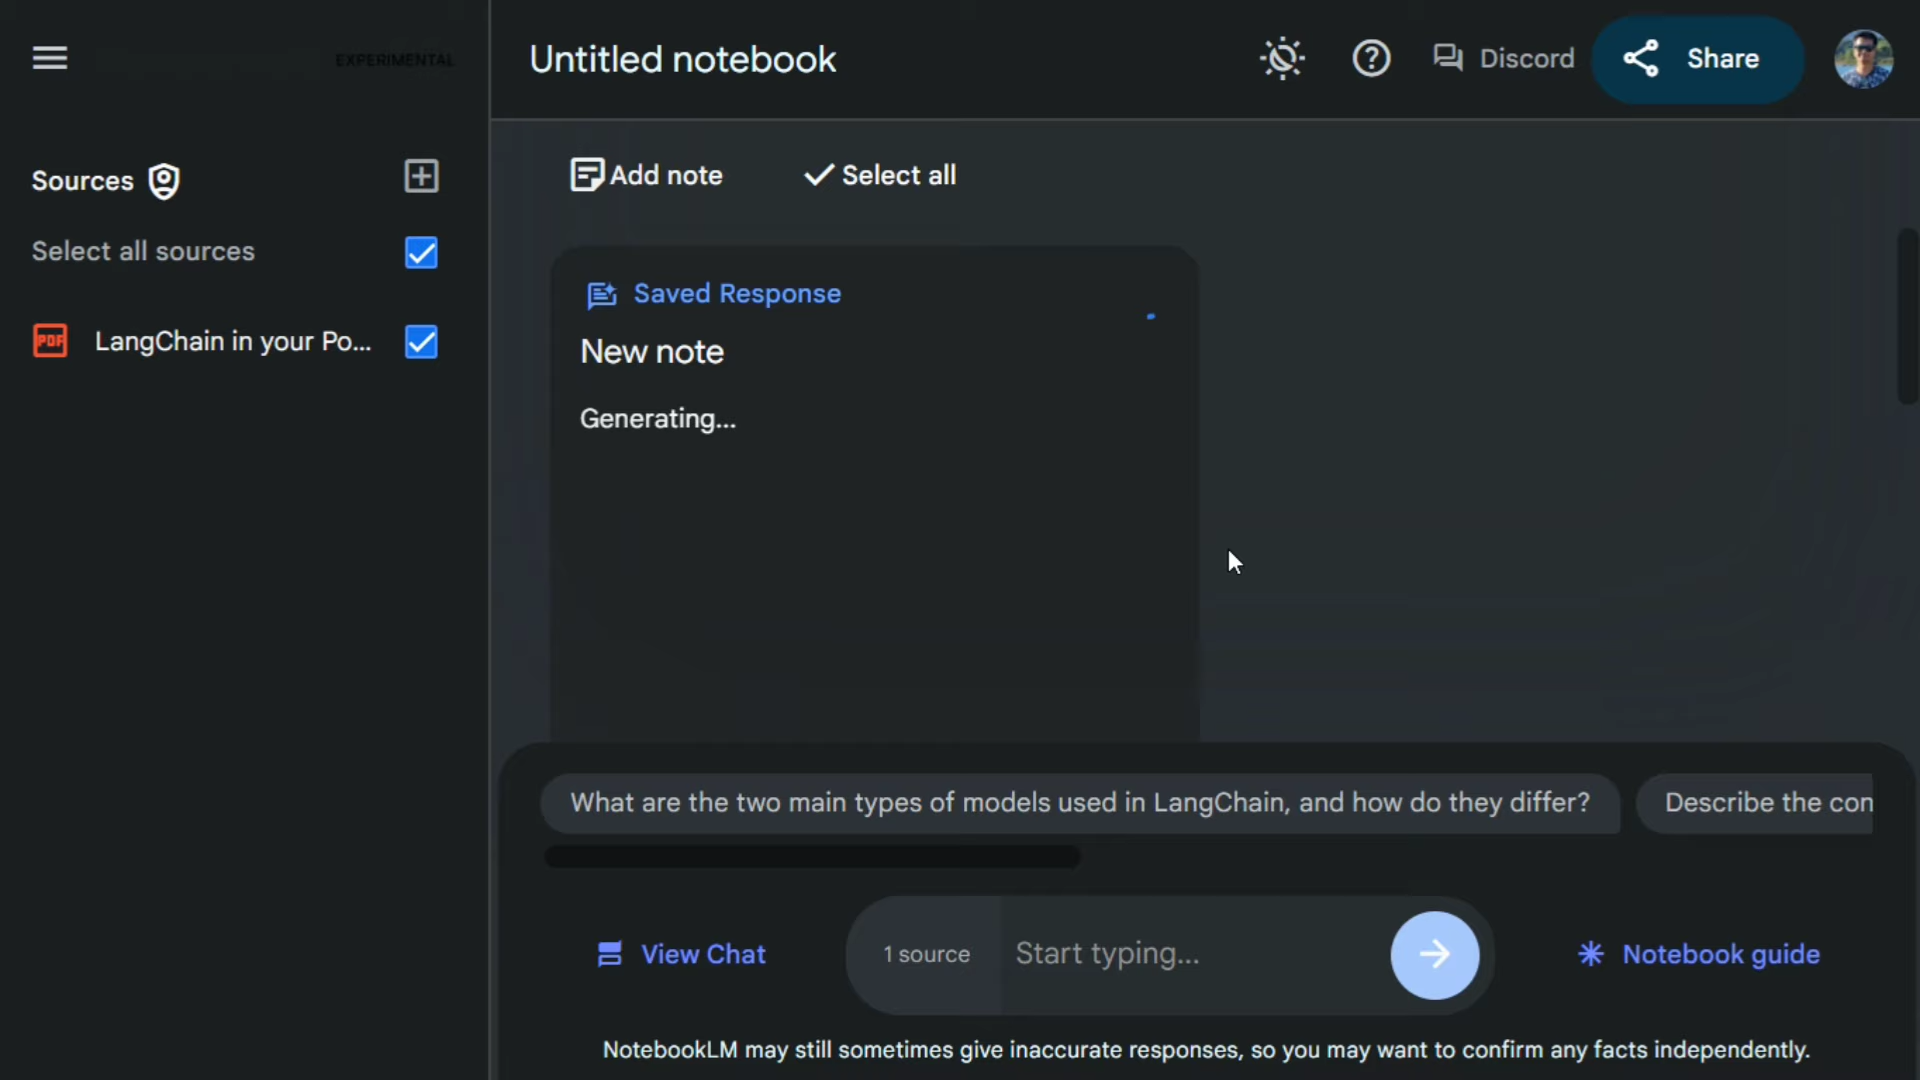 EXPERIMENTAL
Untitled notebook
Discord
Share
Sources
Select all sources
PDF
LangChain in your Po...
Add note
Select all
Saved Response
New note
Generating...
What are the two main types of models used in LangChain, and how do they differ?
Describe the con
View Chat
1 source
Start typing...
Notebook guide
NotebookLM may still sometimes give inaccurate responses, so you may want to confirm any facts independently.